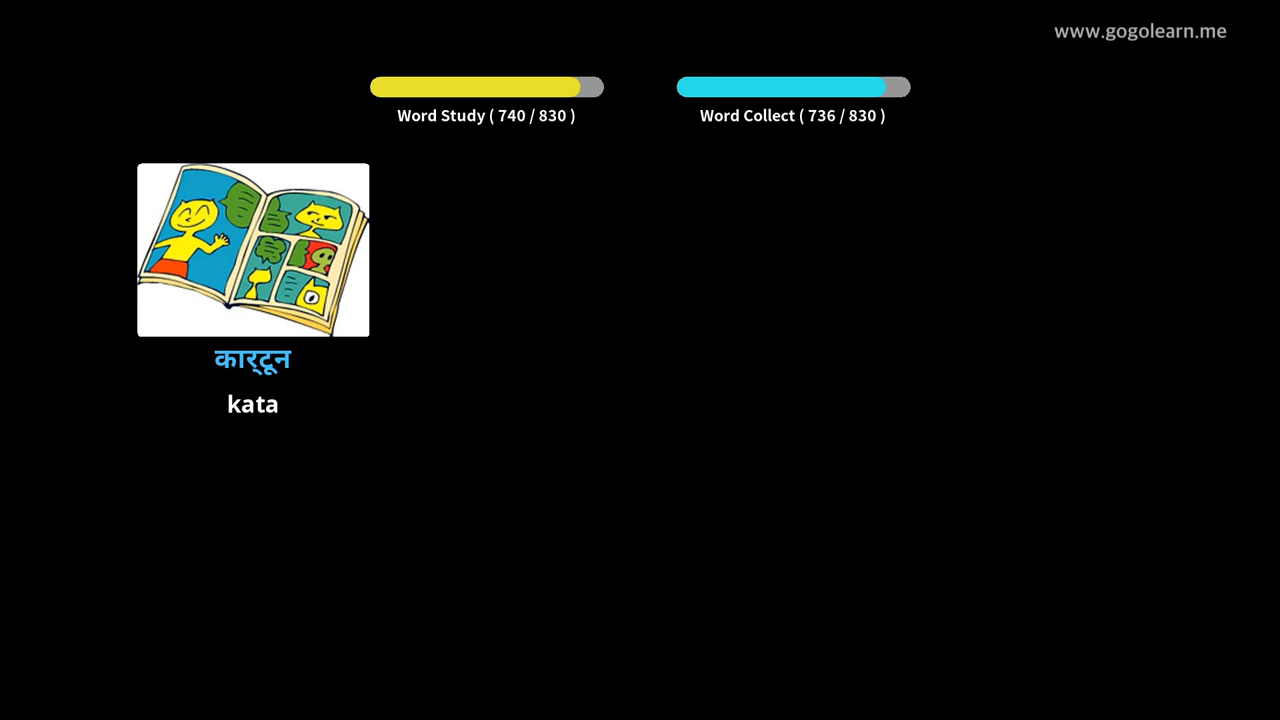 www.gogolearn.me
Word Study ( 740 / 830 )
Word Collect ( 736 / 830 )
कार्‌टून
kata